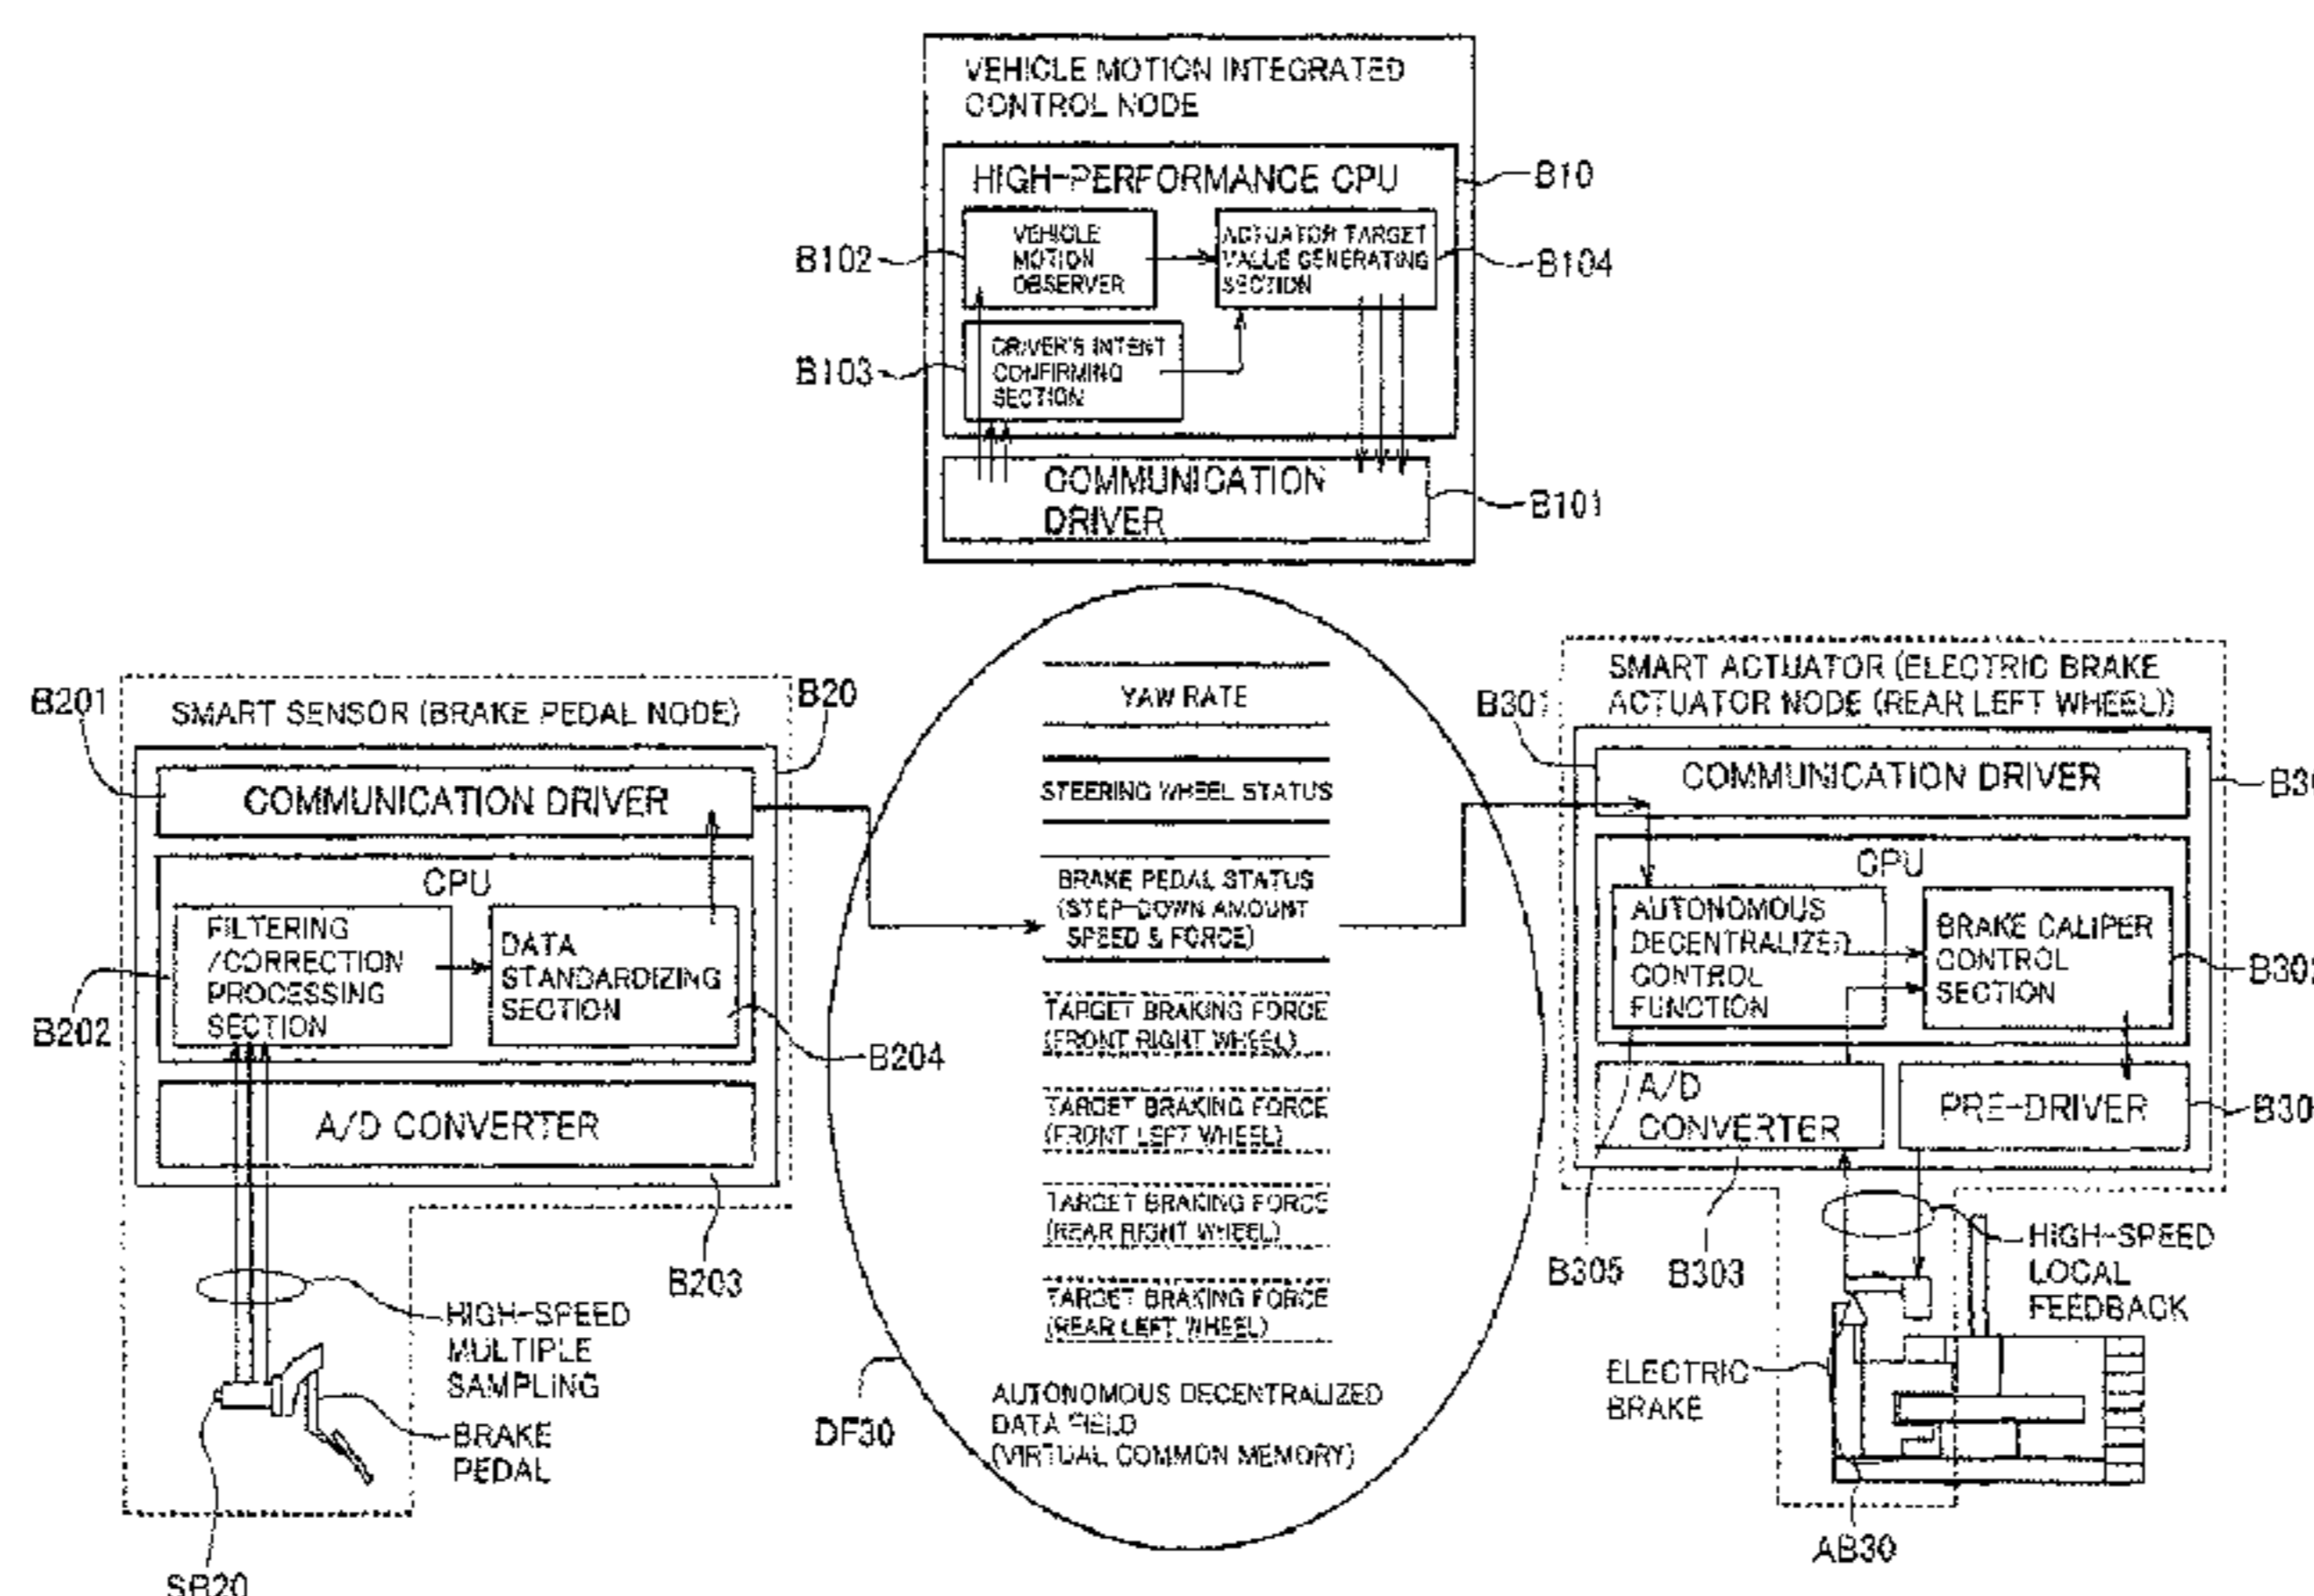 VEHICLE MOTION INTEGRATED
CONTROL NODE
HIGH-PERFORMANCE CPU
B10
VEHICLE
MOTION
OBSERVER
B102
ACTUATOR TARGET
VALUE GENERATING
SECTION
B104
DRIVER'S INTENT
CONFIRMING
SECTION
B103
COMMUNICATION
DRIVER
B101
SMART SENSOR (BRAKE PEDAL NODE)
B201
B20
COMMUNICATION DRIVER
CPU
FILTERING
/CORRECTION
PROCESSING
SECTION
B202
DATA
STANDARDIZING
SECTION
B204
A/D CONVERTER
B203
HIGH-SPEED
MULTIPLE
SAMPLING
BRAKE
PEDAL
SB20
YAW RATE
STEERING WHEEL STATUS
BRAKE PEDAL STATUS
(STEP-DOWN AMOUNT
SPEED & FORCE)
TARGET BRAKING FORCE
(FRONT RIGHT WHEEL)
TARGET BRAKING FORCE
(FRONT LEFT WHEEL)
TARGET BRAKING FORCE
(REAR RIGHT WHEEL)
TARGET BRAKING FORCE
(REAR LEFT WHEEL)
AUTONOMOUS DECENTRALIZED
DATA FIELD
(VIRTUAL COMMON MEMORY)
DF30
SMART ACTUATOR (ELECTRIC BRAKE
ACTUATOR NODE (REAR LEFT WHEEL))
B301
COMMUNICATION DRIVER
CPU
AUTONOMOUS
DECENTRALIZED
CONTROL
FUNCTION
BRAKE CALIPER
CONTROL
SECTION
B302
A/D
CONVERTER
PRE-DRIVER
B305
B303
HIGH-SPEED
LOCAL
FEEDBACK
ELECTRIC
BRAKE
AB30